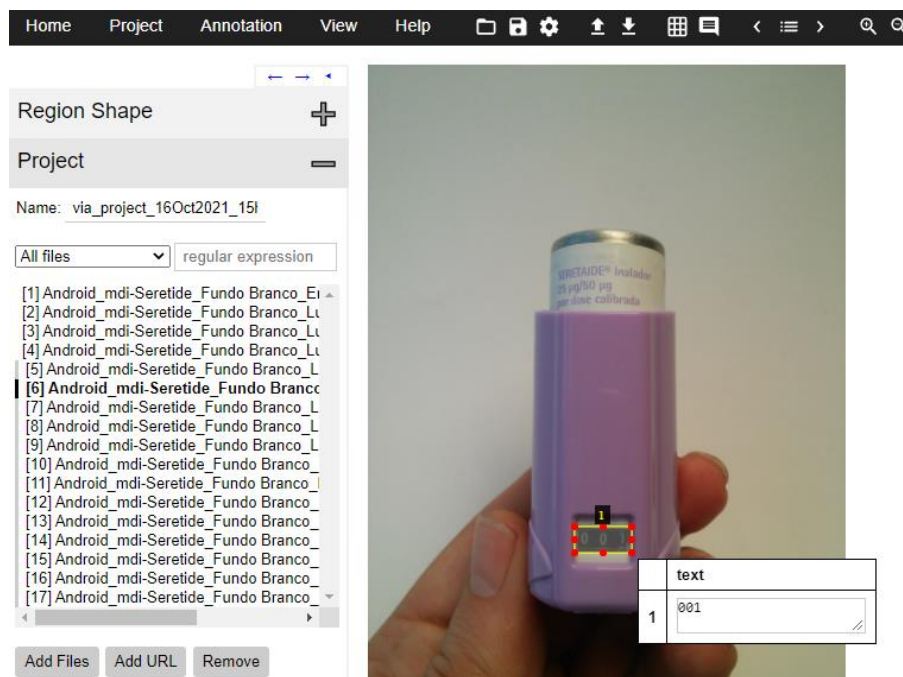 Home Project Annotation View Help
← →
Region Shape
Project
Name: via_project_16Oct2021_15
All files regular expression
[1] Android_mdi-Seretide_Fundo Branco_
[2] Android_mdi-Seretide_Fundo Branco_
[3] Android_mdi-Seretide_Fundo Branco_
[4] Android_mdi-Seretide_Fundo Branco_
[5] Android_mdi-Seretide_Fundo Branco_L
[6] Android_mdi-Seretide_Fundo Branco
[7] Android_mdi-Seretide_Fundo Branco_L
[8] Android_mdi-Seretide_Fundo Branco_L
[9] Android_mdi-Seretide_Fundo Branco_L
[10] Android_mdi-Seretide_Fundo Branco_
[11] Android_mdi-Seretide_Fundo Branco_
[12] Android_mdi-Seretide_Fundo Branco_
[13] Android_mdi-Seretide_Fundo Branco_
[14] Android_mdi-Seretide_Fundo Branco_
[15] Android_mdi-Seretide_Fundo Branco_
[16] Android_mdi-Seretide_Fundo Branco_
[17] Android_mdi-Seretide_Fundo Branco_
Add Files Add URL Remove
SERETAIDE® Inalador
25 µg/50 µg
por dose calibrada
1
0 0 1
text
1 001